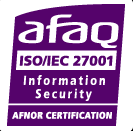 afaq
ISO/IEC 27001
Information
Security
AFNOR CERTIFICATION